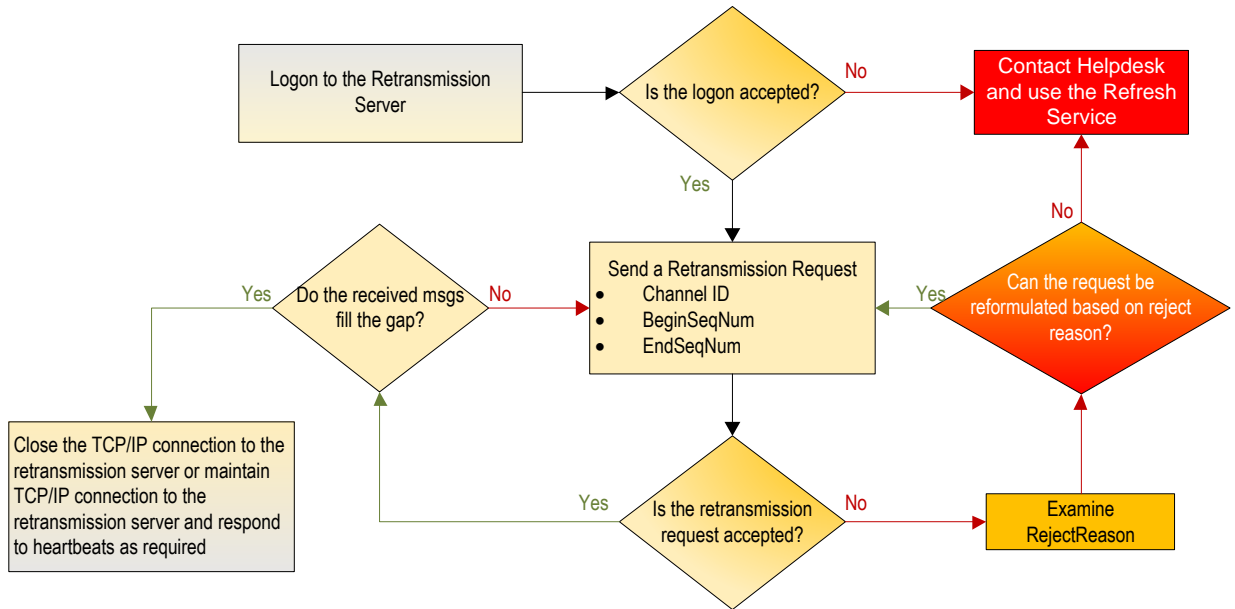 Logon to the Retransmission
Server
Is the logon accepted?
No
Contact Helpdesk
and use the Refresh
Service
Yes
No
Send a Retransmission Request
• Channel ID
• BeginSeqNum
• EndSeqNum
Do the received msgs
fill the gap?
Yes
No
Yes
Can the request be
reformulated based on reject
reason?
Close the TCP/IP connection to the
retransmission server or maintain
TCP/IP connection to the
retransmission server and respond
to heartbeats as required
Yes
Is the retransmission
request accepted?
No
Examine
RejectReason